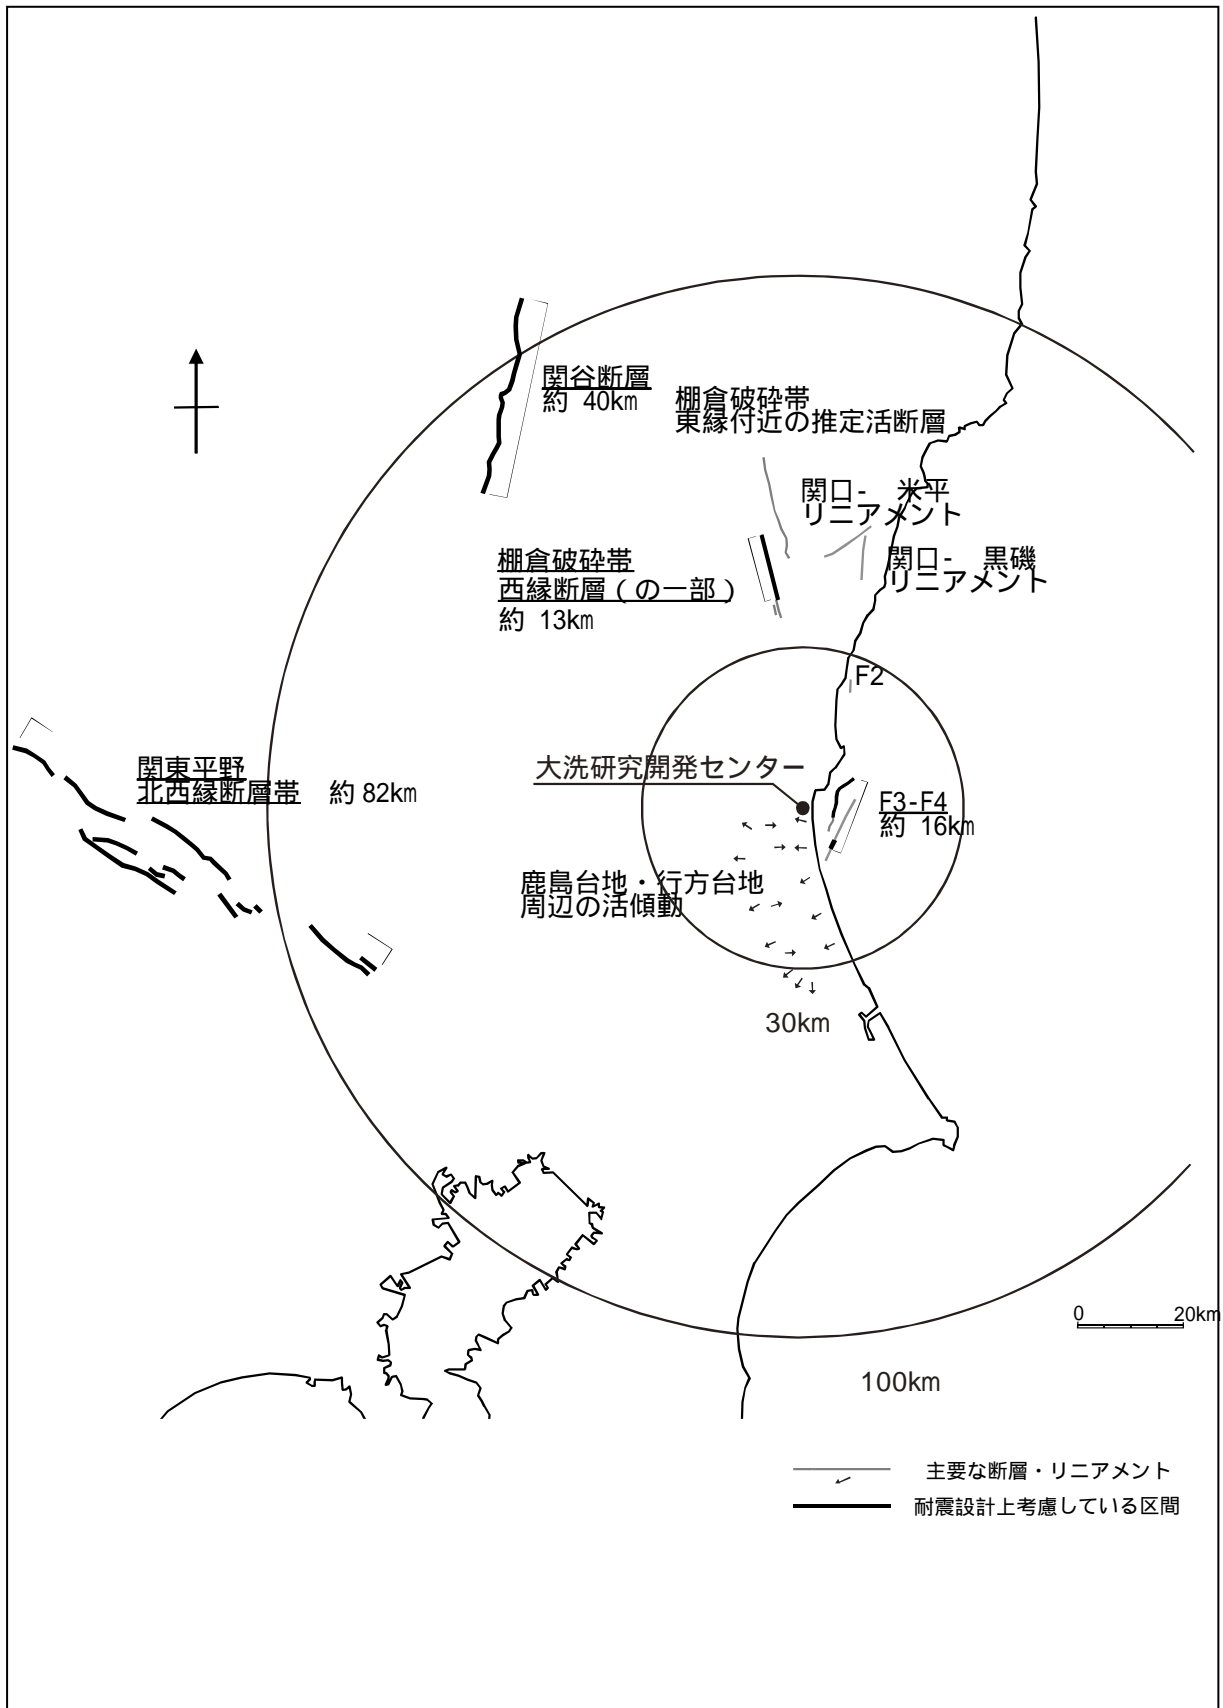 関谷断層
約 40km
棚倉破砕帯
東縁付近の推定活断層
関口-　米平
リニアメント
関口-　黒磯
リニアメント
棚倉破砕帯
西縁断層（の一部）
約 13km
F2
関東平野
北西縁断層帯　約 82km
大洗研究開発センター
F3-F4
約 16km
鹿島台地・行方台地
周辺の活傾動
30km
0 20km
100km
主要な断層・リニアメント
耐震設計上考慮している区間